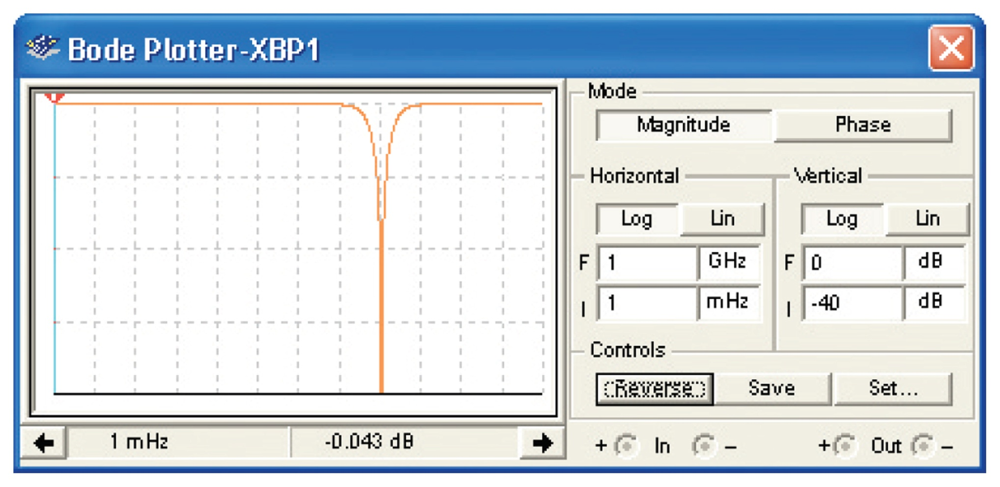 Bode Plotter-XBP1
Mode
Magnitude Phase
Horizontal Vertical
Log Lin Log Lin
F 1 GHz F 0 dB
I 1 mHz I -40 dB
Controls
Reverse Save Set...
1 mHz -0.043 dB
+ In − + Out −